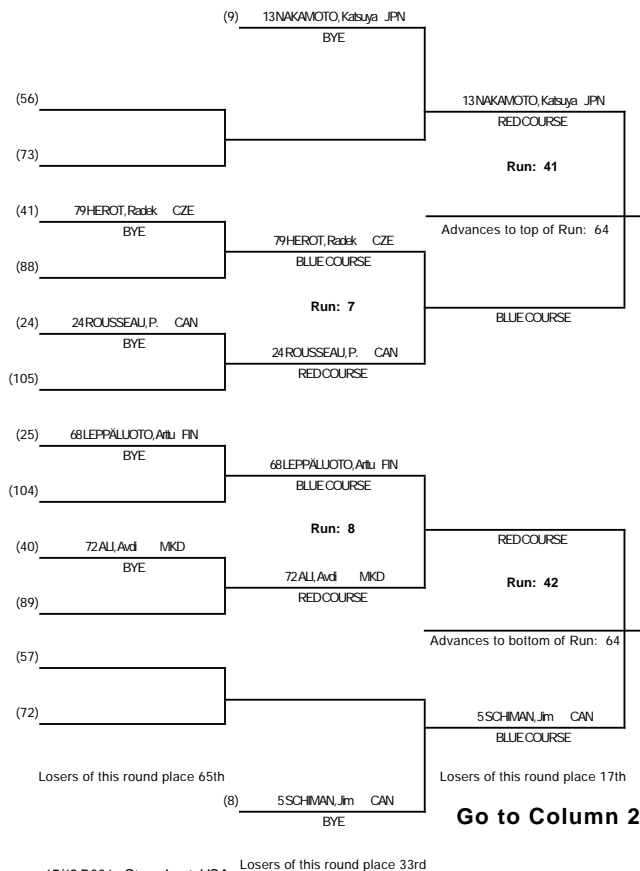 (9) 13 NAKAMOTO, Katsuya JPN
BYE
(56)
13 NAKAMOTO, Katsuya JPN
RED COURSE
(73)
Run: 41
(41) 79 HEROT, Radek CZE
BYE
Advances to top of Run: 64
79 HEROT, Radek CZE
BLUE COURSE
(88)
Run: 7
BLUE COURSE
(24) 24 ROUSSEAU, P. CAN
BYE
24 ROUSSEAU, P. CAN
RED COURSE
(105)
(25) 68 LEPPÄLUOTO, Arttu FIN
BYE
68 LEPPÄLUOTO, Arttu FIN
BLUE COURSE
(104)
Run: 8
RED COURSE
(40) 72 ALI, Avdi MKD
BYE
72 ALI, Avdi MKD
RED COURSE
Run: 42
(89)
Advances to bottom of Run: 64
(57)
(72)
5 SCHIMAN, Jim CAN
BLUE COURSE
Losers of this round place 65th
Losers of this round place 17th
(8) 5 SCHIMAN, Jim CAN
BYE
Go to Column 2
Losers of this round place 33rd